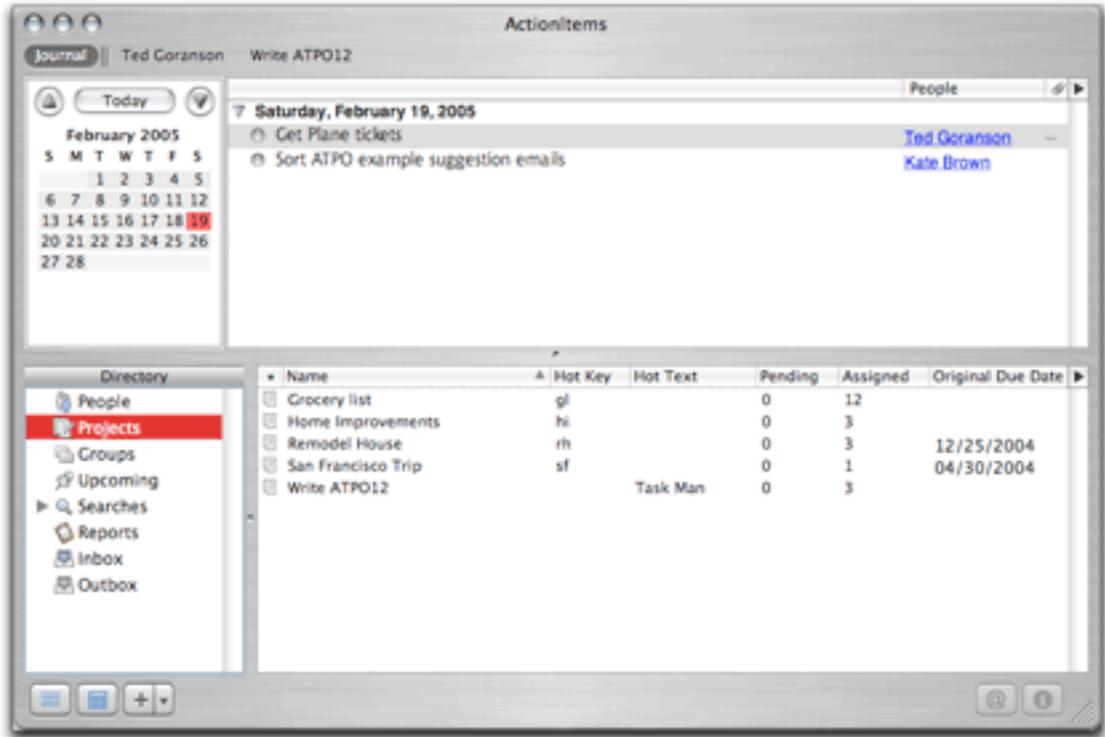 ActionItems
Journal Ted Goranson Write ATPO12
Today
February 2005
S M T W T F S
1 2 3 4 5
6 7 8 9 10 11 12
13 14 15 16 17 18 19
20 21 22 23 24 25 26
27 28
People
Saturday, February 19, 2005
Get Plane tickets Ted Goranson
Sort ATPO example suggestion emails Kate Brown
Directory
People
Projects
Groups
Upcoming
Searches
Reports
Inbox
Outbox
Name Hot Key Hot Text Pending Assigned Original Due Date
Grocery list gl 0 12
Home Improvements hi 0 3
Remodel House rh 0 3 12/25/2004
San Francisco Trip sf 0 1 04/30/2004
Write ATPO12 Task Man 0 3